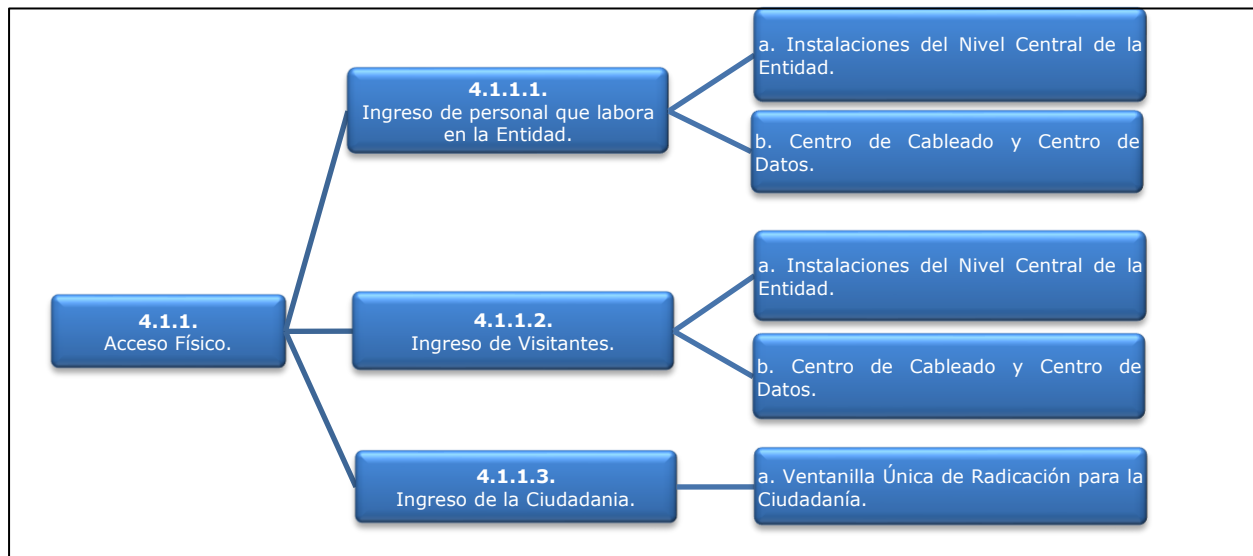 4.1.1.
Acceso Físico.
4.1.1.1.
Ingreso de personal que labora
en la Entidad.
a. Instalaciones del Nivel Central de la
Entidad.
b. Centro de Cableado y Centro de
Datos.
4.1.1.2.
Ingreso de Visitantes.
a. Instalaciones del Nivel Central de la
Entidad.
b. Centro de Cableado y Centro de
Datos.
4.1.1.3.
Ingreso de la Ciudadania.
a. Ventanilla Única de Radicación para la
Ciudadanía.